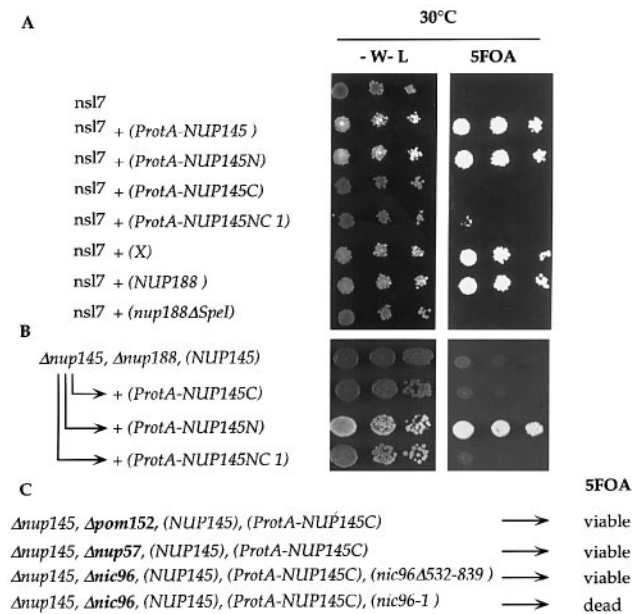 A
30°C
- W- L 5FOA
nsl7
nsl7 + (ProtA-NUP145 )
nsl7 + (ProtA-NUP145N)
nsl7 + (ProtA-NUP145C)
nsl7 + (ProtA-NUP145NC 1)
nsl7 + (X)
nsl7 + (NUP188 )
nsl7 + (nup188ΔSpeI)
B
Δnup145, Δnup188, (NUP145)
+ (ProtA-NUP145C)
+ (ProtA-NUP145N)
+ (ProtA-NUP145NC 1)
C 5FOA
Δnup145, Δpom152, (NUP145), (ProtA-NUP145C) viable
Δnup145, Δnup57, (NUP145), (ProtA-NUP145C) viable
Δnup145, Δnic96, (NUP145), (ProtA-NUP145C), (nic96Δ532-839 ) viable
Δnup145, Δnic96, (NUP145), (ProtA-NUP145C), (nic96-1 ) dead